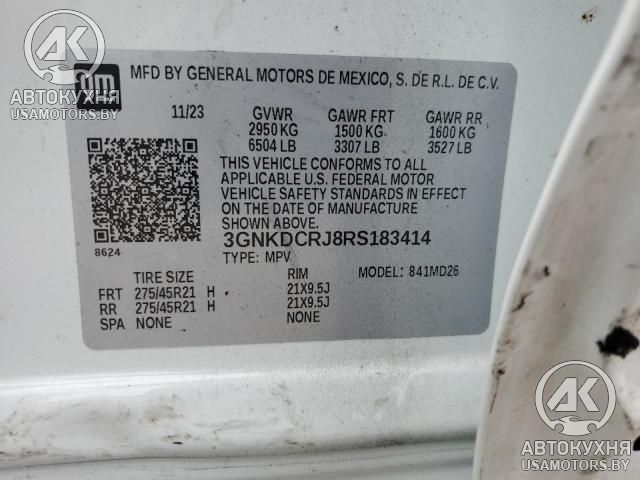 gm
MFD BY GENERAL MOTORS DE MEXICO, S. DE R.L. DE C.V.
11/23 GVWR GAWR FRT GAWR RR
2950 KG 1500 KG 1600 KG
6504 LB 3307 LB 3527 LB
THIS VEHICLE CONFORMS TO ALL
APPLICABLE U.S. FEDERAL MOTOR
VEHICLE SAFETY STANDARDS IN EFFECT
ON THE DATE OF MANUFACTURE
SHOWN ABOVE.
3GNKDCRJ8RS183414
8624 TYPE: MPV
TIRE SIZE RIM MODEL: 841MD26
FRT 275/45R21 H 21X9.5J
RR 275/45R21 H 21X9.5J
SPA NONE NONE
АК
АВТОКУХНЯ
USAMOTORS.BY
АК
АВТОКУХНЯ
USAMOTORS.BY